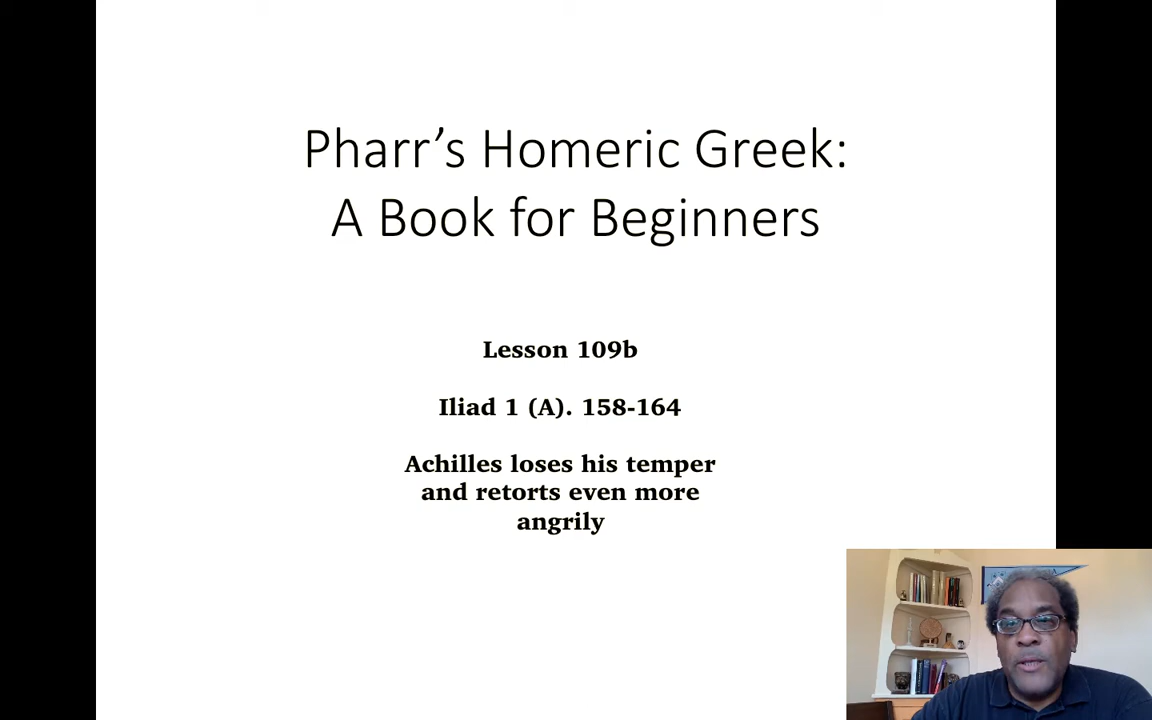 Pharr’s Homeric Greek:
A Book for Beginners
Lesson 109b
Iliad 1 (A). 158-164
Achilles loses his temper
and retorts even more
angrily